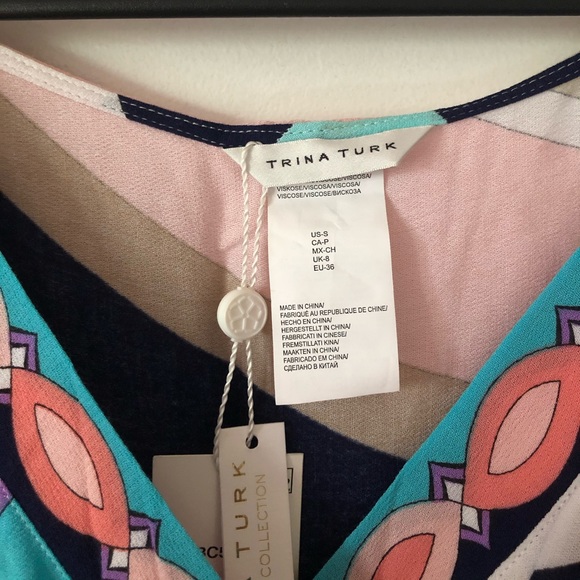 TRINA TURK
VISKOSE/VISCOSA/VISCOSA/
VISCOSE/VISCOSE/ВИСКОЗА
US-S
CA-P
MX-CH
UK-8
EU-36
MADE IN CHINA/
FABRIQUÉ AU REPUBLIQUE DE CHINE/
HECHO EN CHINA/
HERGESTELLT IN CHINA/
FABBRICATI IN CINESE/
FREMSTILLATI KINA/
MAAKTEN IN CHINA/
FABRICADO EM CHINA/
СДЕЛАНО В КИТАЙ
TURK
COLLECTION